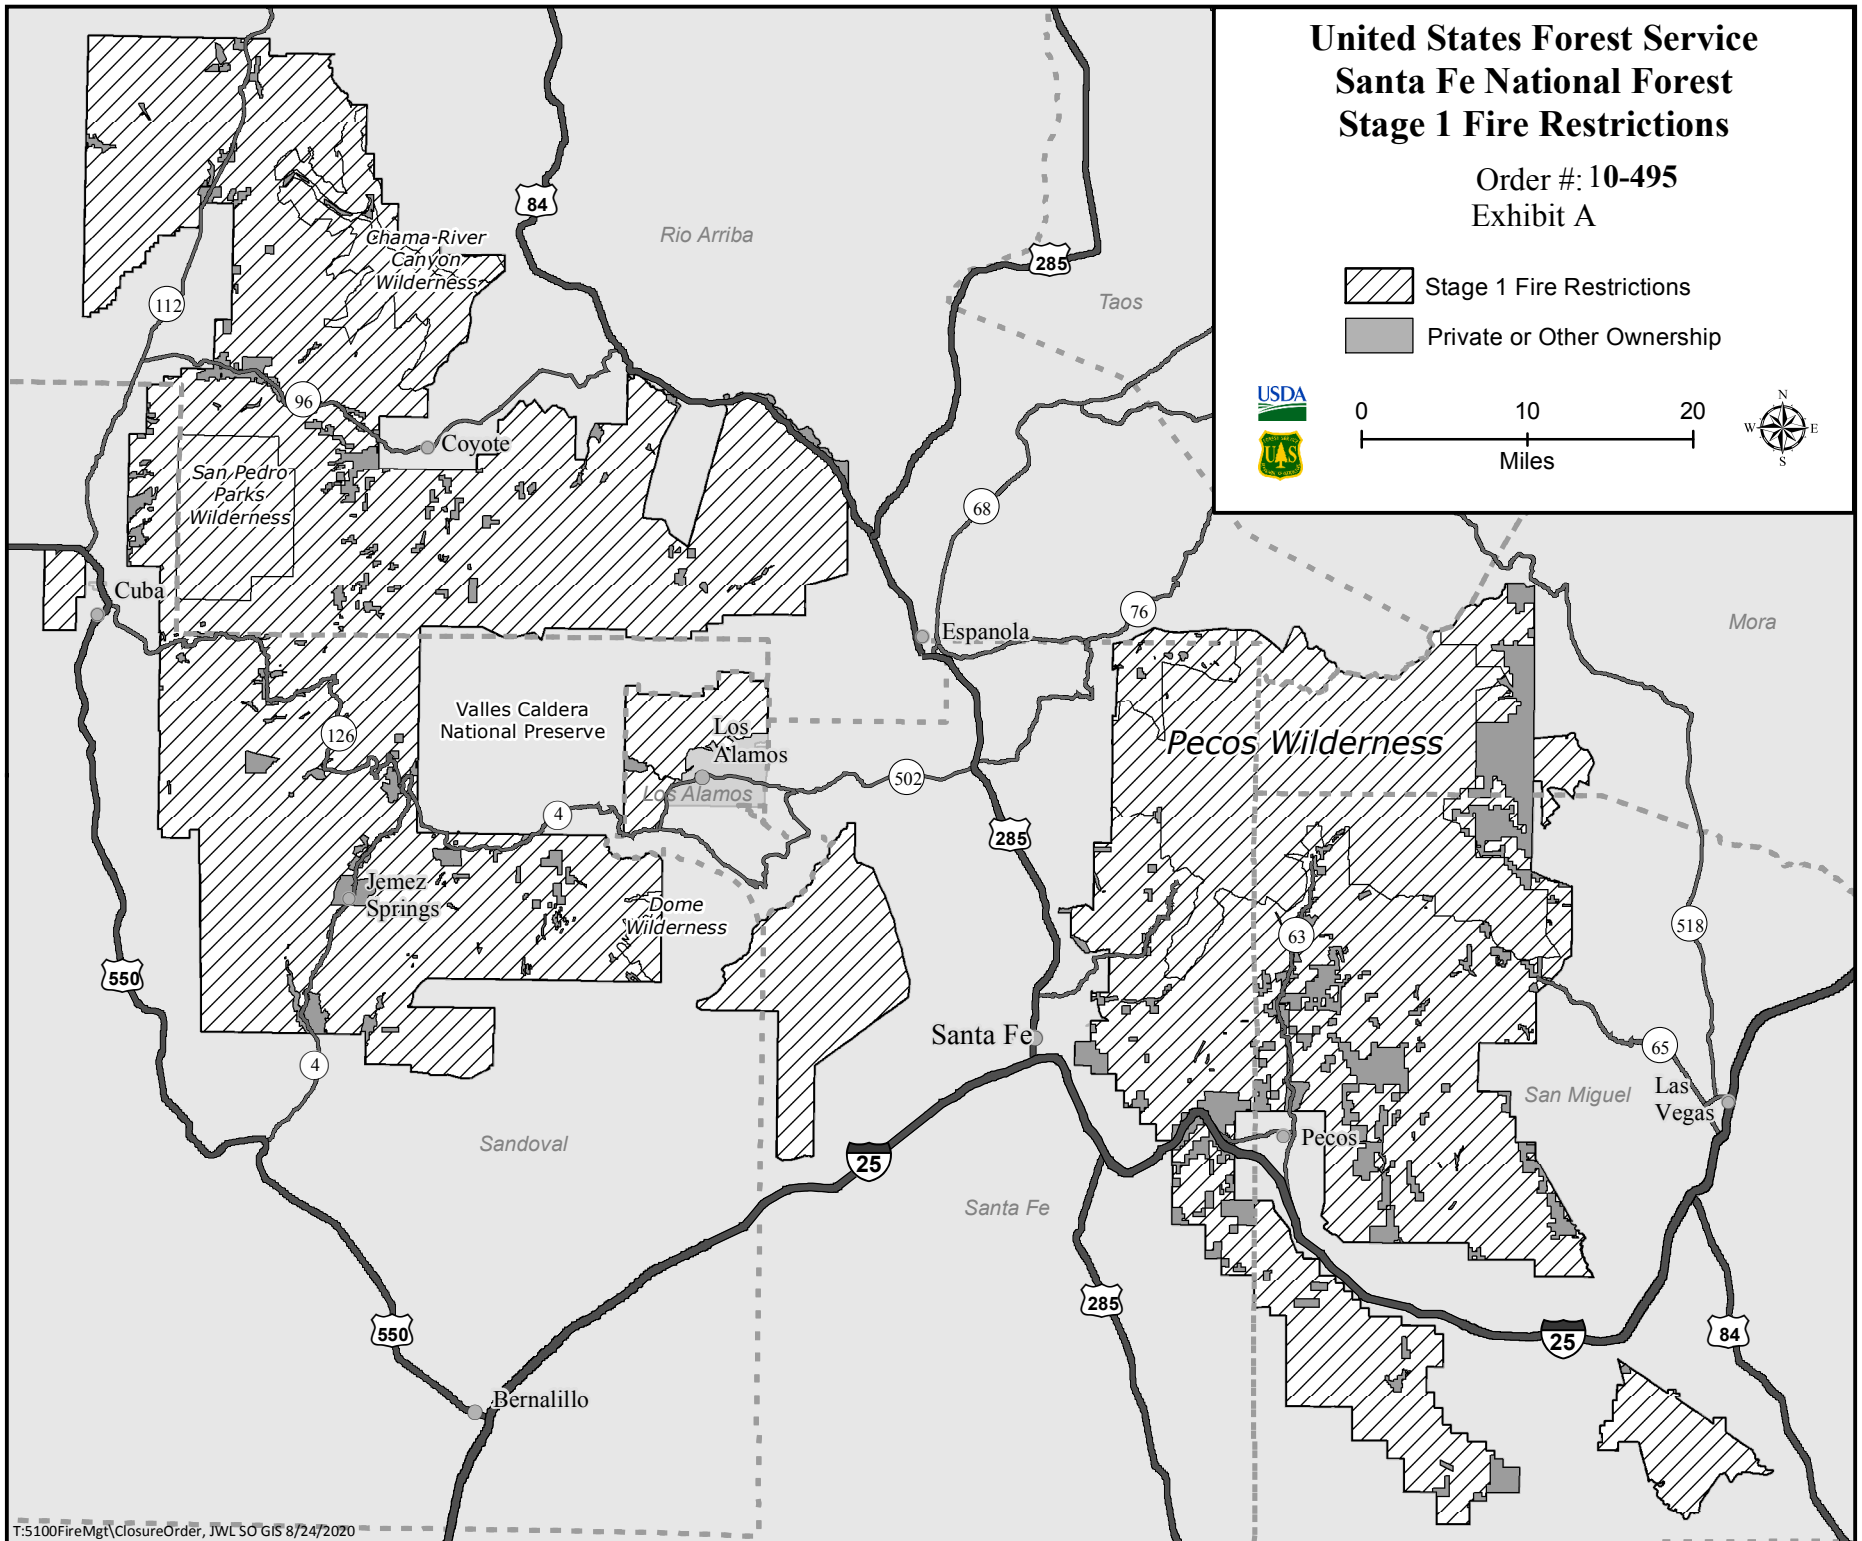 United States Forest Service
Santa Fe National Forest
Stage 1 Fire Restrictions
Order #: 10-495
Exhibit A
Stage 1 Fire Restrictions
Private or Other Ownership
USDA
FOREST SERVICE
U S
0 10 20
Miles
N
W E
S
84
Rio Arriba
285
Taos
Chama-River
Canyon
Wilderness
112
96
Coyote
San Pedro
Parks
Wilderness
68
Cuba
76
Espanola
Mora
Valles Caldera
National Preserve
126
Los
Alamos
Los Alamos
502
Pecos Wilderness
4
285
Jemez
Springs
Dome
Wilderness
63
518
550
Santa Fe
4
65
Las
Vegas
San Miguel
Sandoval
25
Pecos
Santa Fe
285
550
25
84
Bernalillo
T:5100FireMgt\ClosureOrder, JWL SO GIS 8/24/2020